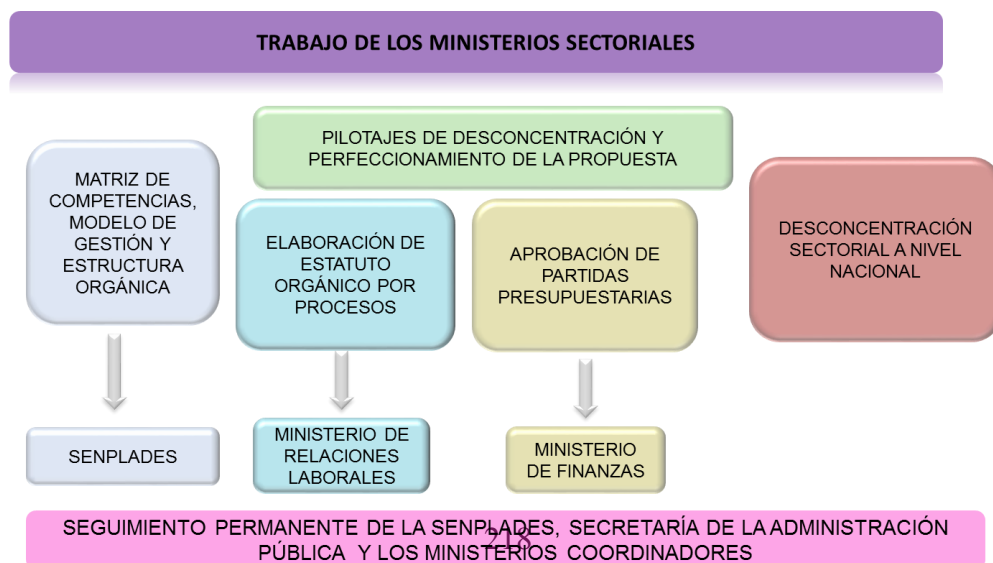 TRABAJO DE LOS MINISTERIOS SECTORIALES
PILOTAJES DE DESCONCENTRACIÓN Y
PERFECCIONAMIENTO DE LA PROPUESTA
MATRIZ DE
COMPETENCIAS,
MODELO DE
GESTIÓN Y
ESTRUCTURA
ORGÁNICA
ELABORACIÓN DE
ESTATUTO
ORGÁNICO POR
PROCESOS
APROBACIÓN DE
PARTIDAS
PRESUPUESTARIAS
DESCONCENTRACIÓN
SECTORIAL A NIVEL
NACIONAL
SENPLADES
MINISTERIO DE
RELACIONES
LABORALES
MINISTERIO
DE FINANZAS
SEGUIMIENTO PERMANENTE DE LA SENPLADES, SECRETARÍA DE LA ADMINISTRACIÓN
PÚBLICA Y LOS MINISTERIOS COORDINADORES
218